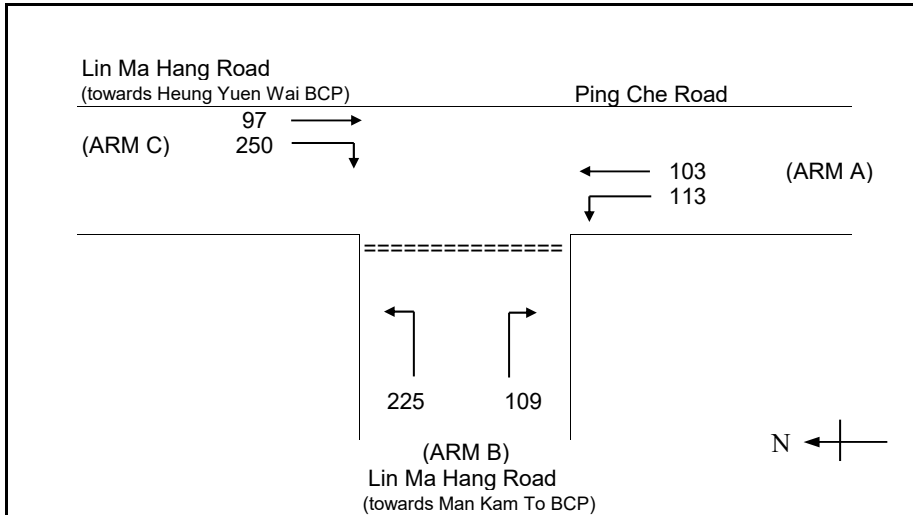 Lin Ma Hang Road
(towards Heung Yuen Wai BCP)
Ping Che Road
97
(ARM C)
250
103
(ARM A)
113
225
109
N
(ARM B)
Lin Ma Hang Road
(towards Man Kam To BCP)